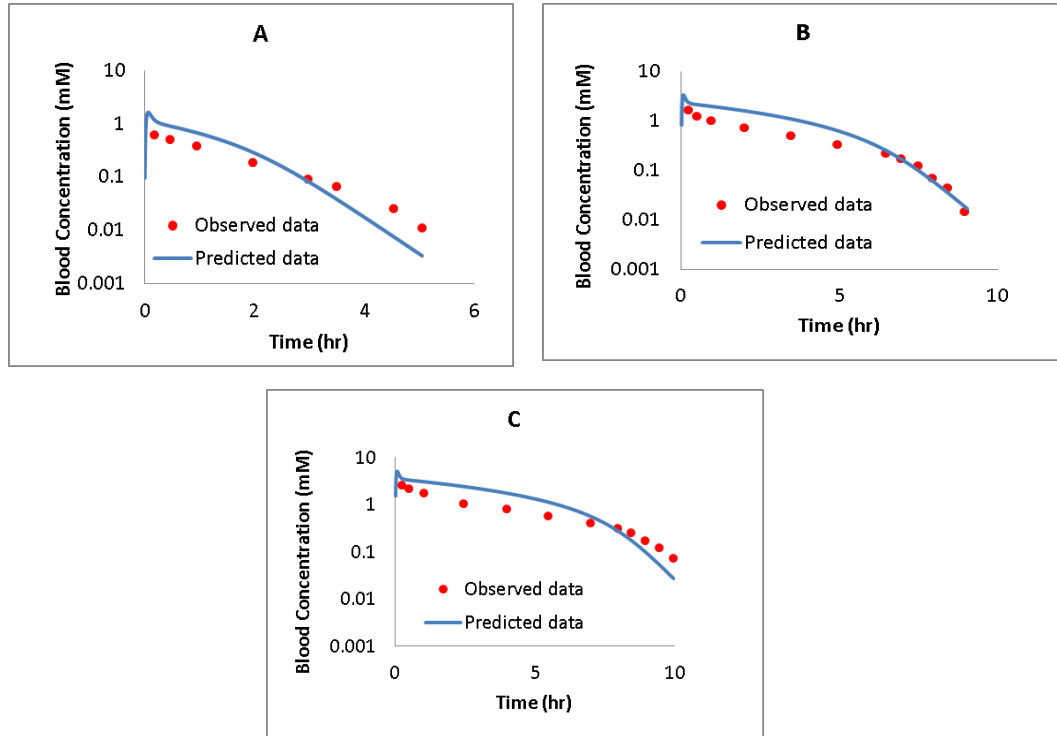 A
Blood Concentration (mM)
10
1
0.1
0.01
0.001
Observed data
Predicted data
0 2 4 6
Time (hr)
B
Blood Concentration (mM)
10
1
0.1
0.01
0.001
Observed data
Predicted data
0 5 10
Time (hr)
C
Blood Concentration (mM)
10
1
0.1
0.01
0.001
Observed data
Predicted data
0 5 10
Time (hr)